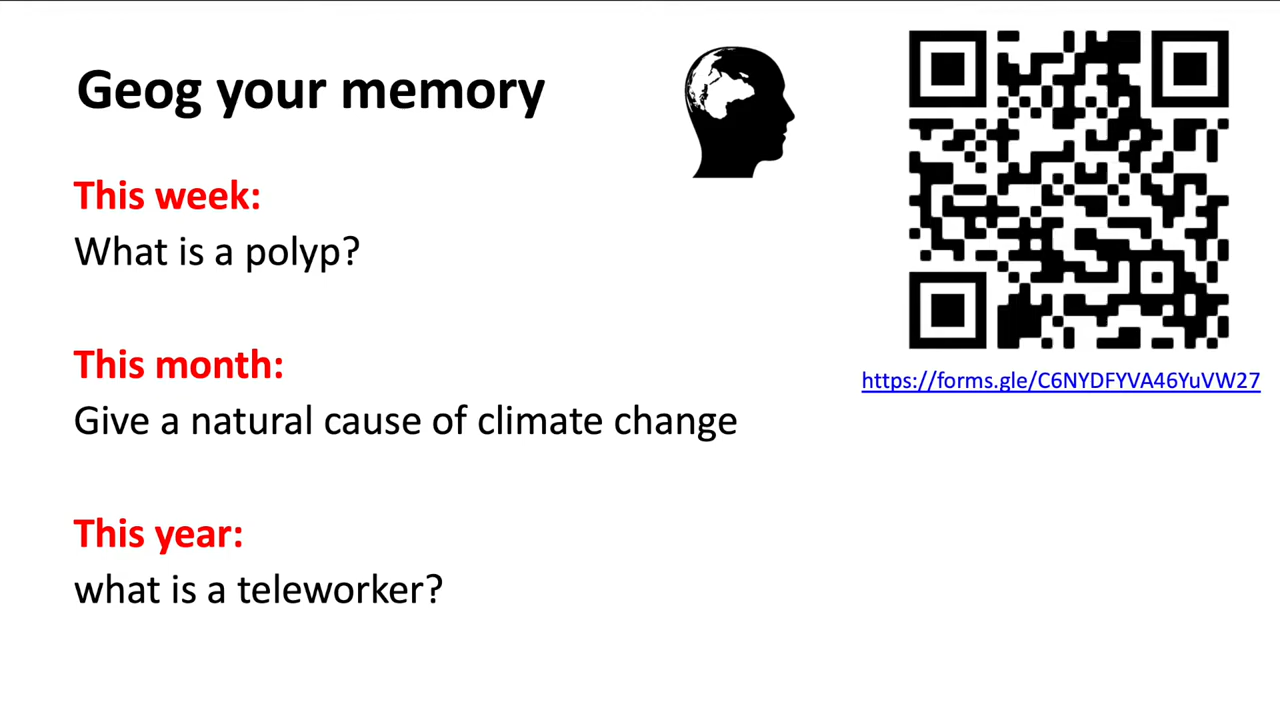 Geog your memory
This week:
What is a polyp?
This month:
Give a natural cause of climate change
This year:
what is a teleworker?
https://forms.gle/C6NYDFYVA46YuVW27